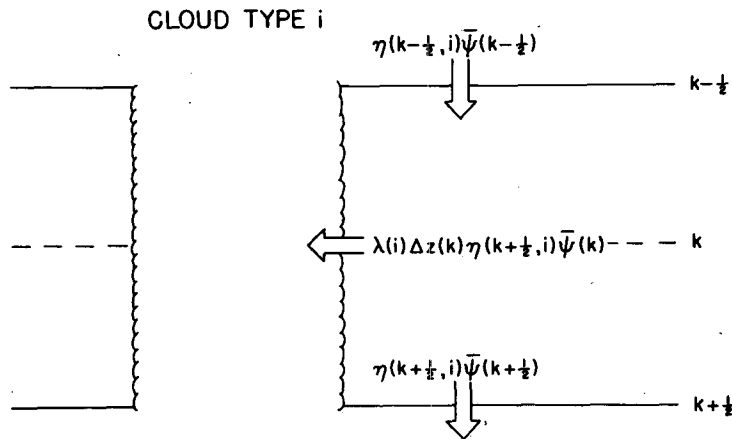 CLOUD TYPE i
η(k−½, i)ψ̄(k−½)
k−½
λ(i)Δz(k)η(k+½, i)ψ̄(k)
k
η(k+½, i)ψ̄(k+½)
k+½